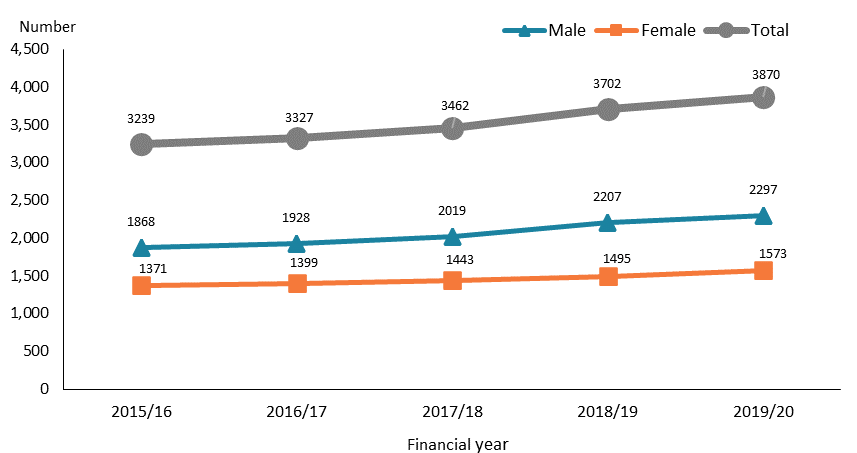 Number
Male Female Total
4,500
4,000
3,500
3,000
2,500
2,000
1,500
1,000
500
0
3239 3327 3462 3702 3870
1868 1928 2019 2207 2297
1371 1399 1443 1495 1573
2015/16 2016/17 2017/18 2018/19 2019/20
Financial year